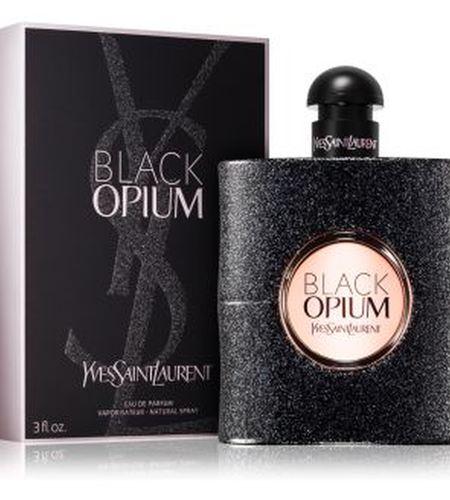 BLACK
OPIUM
YVESSAINTLAURENT
EAU DE PARFUM
VAPORISATEUR - NATURAL SPRAY
3 fl oz.
YVESSAINTLAURENT
BLACK
OPIUM
YVESSAINTLAURENT